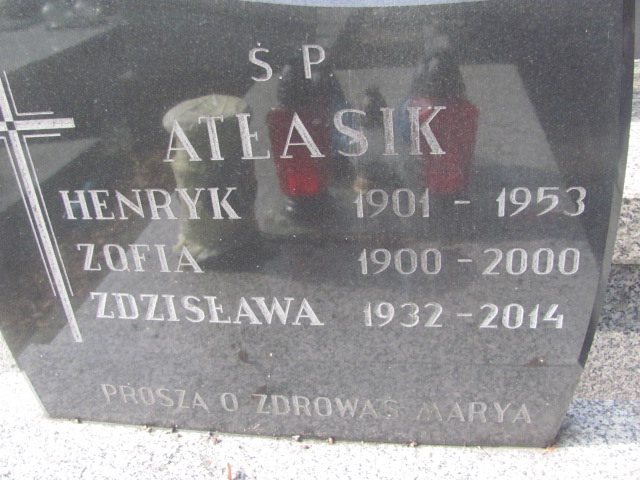 Ś. P.
ATŁASIK
HENRYK 1901 - 1953
ZOFIA 1900 - 2000
ZDZISŁAWA 1932 - 2014
PROSZĄ O ZDROWAŚ MARYA